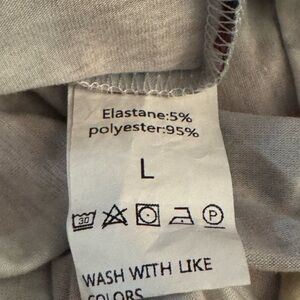 Elastane:5%
polyester:95%
L
30 P
WASH WITH LIKE
COLORS